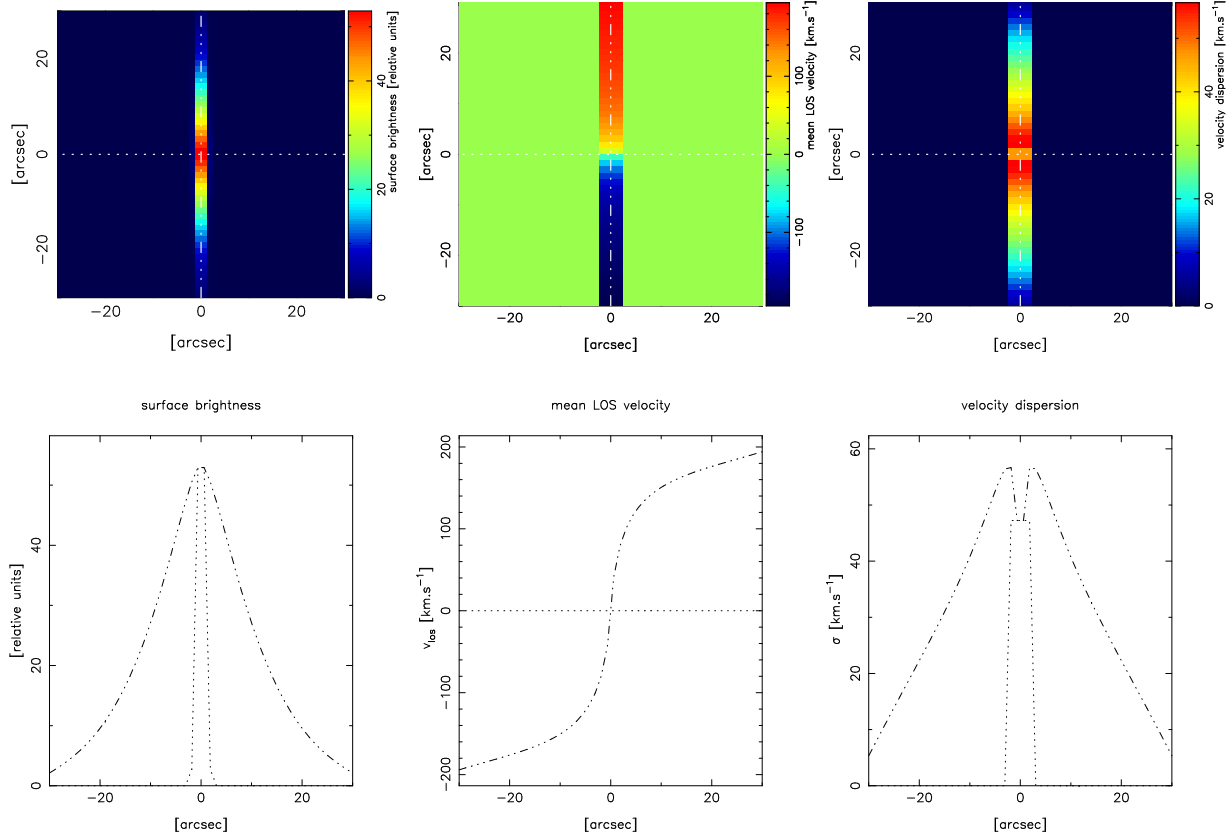 20
0
−20
[arcsec]
−20 0 20
[arcsec]
0 20 40
surface brightness [relative units]
20
0
−20
[arcsec]
−20 0 20
[arcsec]
−100 0 100
mean LOS velocity [km.s−1]
20
0
−20
[arcsec]
−20 0 20
[arcsec]
0 20 40
velocity dispersion [km.s−1]
surface brightness
40
20
0
[relative units]
−20 0 20
[arcsec]
mean LOS velocity
200
100
0
−100
−200
vlos [km.s−1]
−20 0 20
[arcsec]
velocity dispersion
60
40
20
0
σ [km.s−1]
−20 0 20
[arcsec]